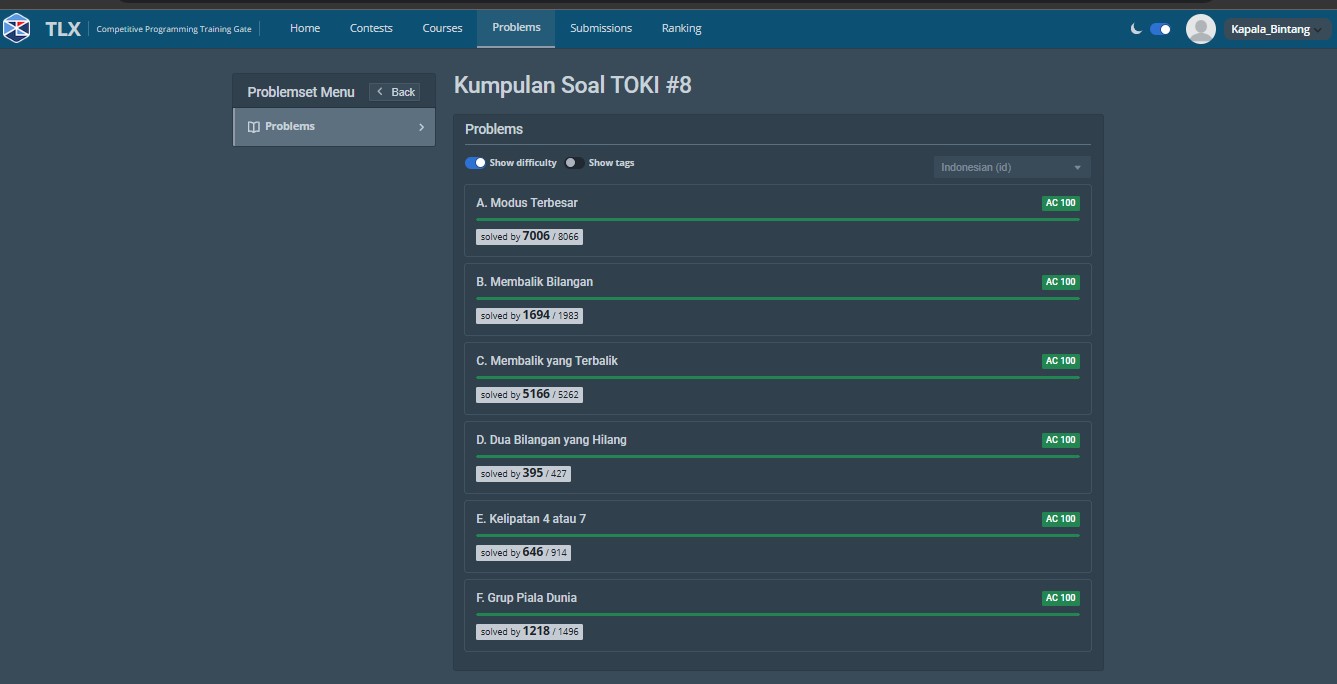 TLX Competitive Programming Training Gate Home Contests Courses Problems Submissions Ranking Kapala_Bintang
Problemset Menu Back
Problems
Kumpulan Soal TOKI #8
Problems
Show difficulty Show tags Indonesian (id)
A. Modus Terbesar AC 100
solved by 7006 / 8066
B. Membalik Bilangan AC 100
solved by 1694 / 1983
C. Membalik yang Terbalik AC 100
solved by 5166 / 5262
D. Dua Bilangan yang Hilang AC 100
solved by 395 / 427
E. Kelipatan 4 atau 7 AC 100
solved by 646 / 914
F. Grup Piala Dunia AC 100
solved by 1218 / 1496